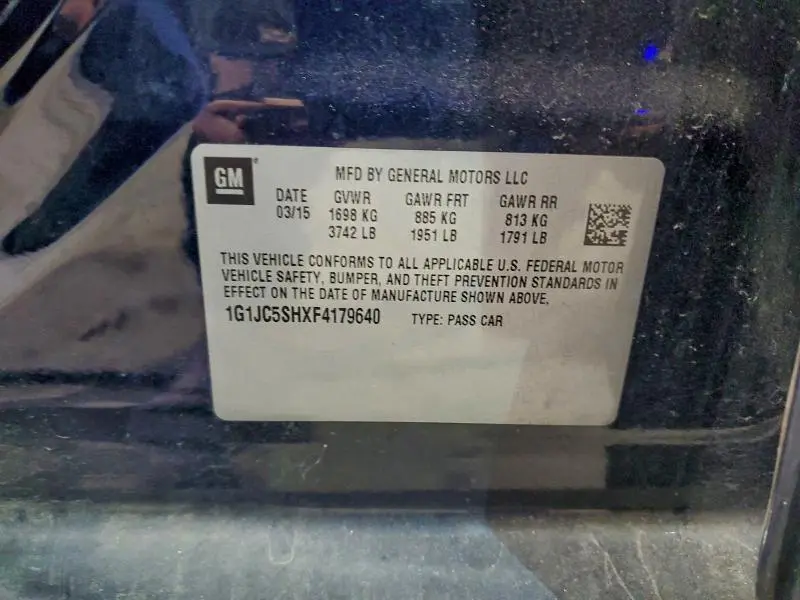 GM
MFD BY GENERAL MOTORS LLC
DATE GVWR GAWR FRT GAWR RR
03/15 1698 KG 885 KG 813 KG
3742 LB 1951 LB 1791 LB
THIS VEHICLE CONFORMS TO ALL APPLICABLE U.S. FEDERAL MOTOR
VEHICLE SAFETY, BUMPER, AND THEFT PREVENTION STANDARDS IN
EFFECT ON THE DATE OF MANUFACTURE SHOWN ABOVE.
1G1JC5SHXF4179640 TYPE: PASS CAR